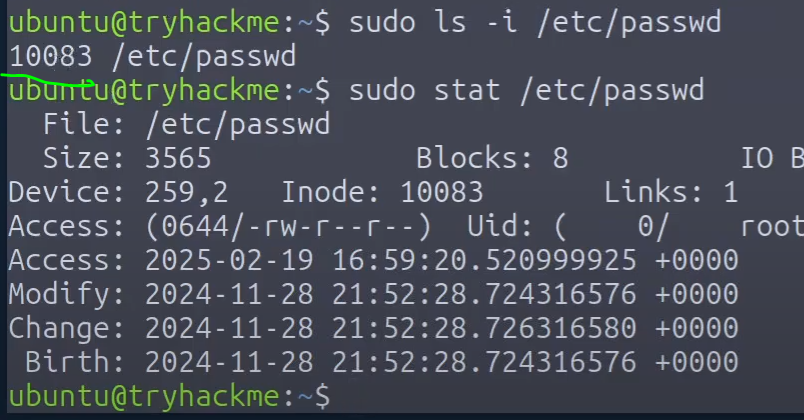 ubuntu@tryhackme:~$ sudo ls -i /etc/passwd
10083 /etc/passwd
ubuntu@tryhackme:~$ sudo stat /etc/passwd
  File: /etc/passwd
  Size: 3565            Blocks: 8          IO B
Device: 259,2   Inode: 10083       Links: 1
Access: (0644/-rw-r--r--)  Uid: (    0/    root
Access: 2025-02-19 16:59:20.520999925 +0000
Modify: 2024-11-28 21:52:28.724316576 +0000
Change: 2024-11-28 21:52:28.726316580 +0000
 Birth: 2024-11-28 21:52:28.724316576 +0000
ubuntu@tryhackme:~$